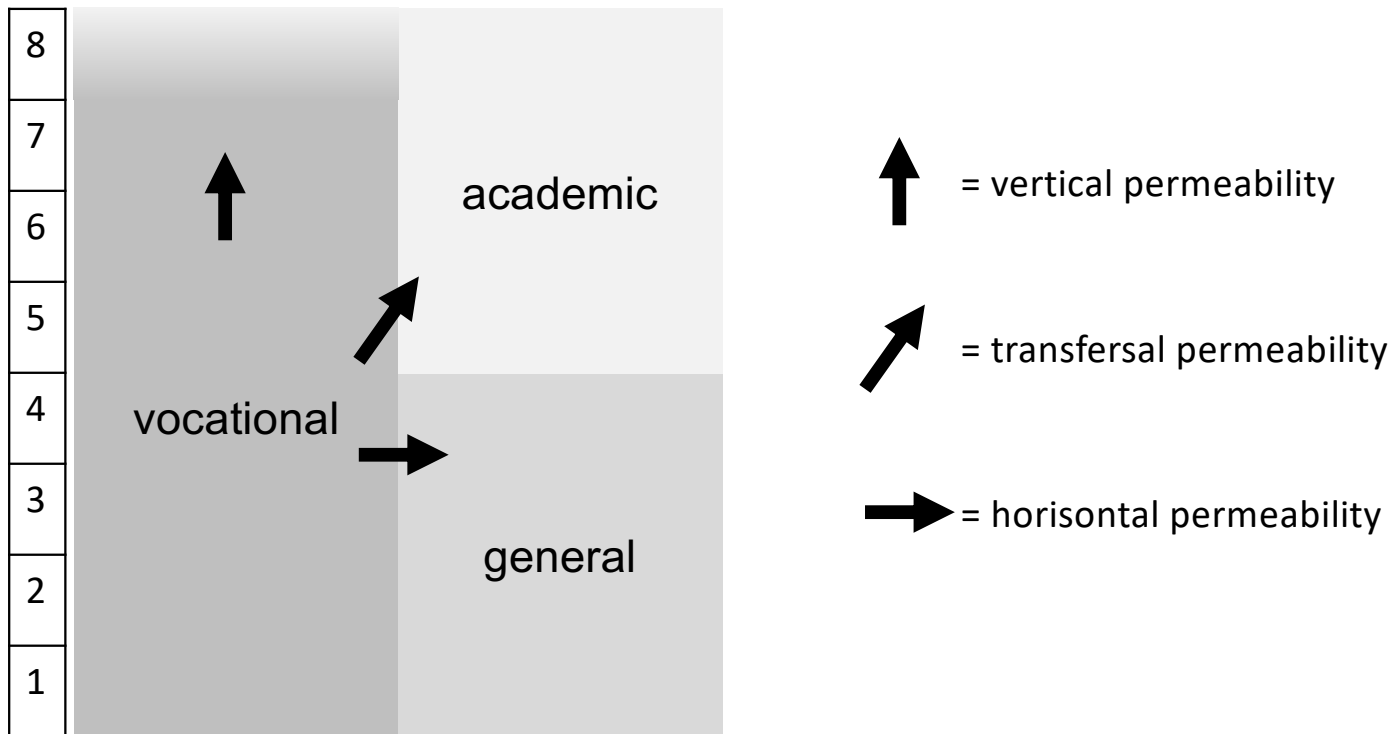 8
7
6
5
4
3
2
1
academic
vocational
general
= vertical permeability
= transfersal permeability
= horisontal permeability